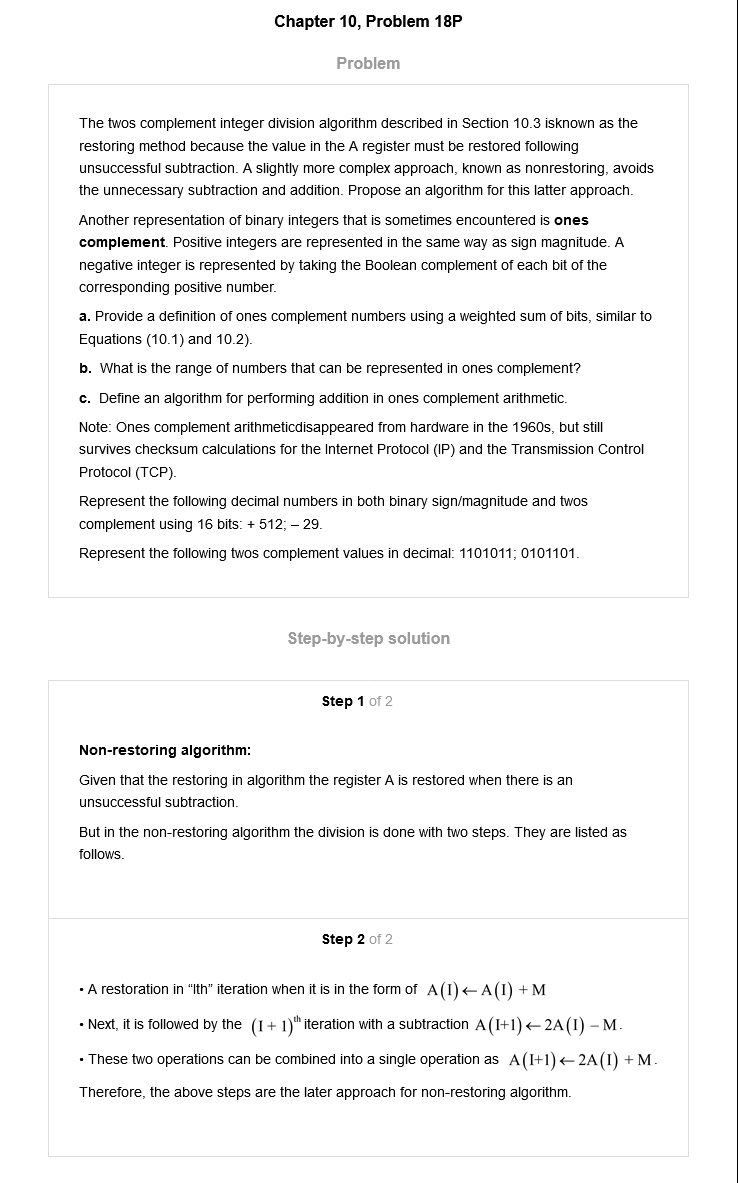 Chapter 10, Problem 18P
Problem
The twos complement integer division algorithm described in Section 10.3 isknown as the
restoring method because the value in the A register must be restored following
unsuccessful subtraction. A slightly more complex approach, known as nonrestoring, avoids
the unnecessary subtraction and addition. Propose an algorithm for this latter approach.
Another representation of binary integers that is sometimes encountered is ones
complement. Positive integers are represented in the same way as sign magnitude. A
negative integer is represented by taking the Boolean complement of each bit of the
corresponding positive number.
a. Provide a definition of ones complement numbers using a weighted sum of bits, similar to
Equations (10.1) and 10.2).
b. What is the range of numbers that can be represented in ones complement?
c. Define an algorithm for performing addition in ones complement arithmetic.
Note: Ones complement arithmeticdisappeared from hardware in the 1960s, but still
survives checksum calculations for the Internet Protocol (IP) and the Transmission Control
Protocol (TCP).
Represent the following decimal numbers in both binary sign/magnitude and twos
complement using 16 bits: + 512; – 29.
Represent the following twos complement values in decimal: 1101011; 0101101.
Step-by-step solution
Step 1 of 2
Non-restoring algorithm:
Given that the restoring in algorithm the register A is restored when there is an
unsuccessful subtraction.
But in the non-restoring algorithm the division is done with two steps. They are listed as
follows.
Step 2 of 2
• A restoration in “Ith” iteration when it is in the form of A(I)←A(I) + M
• Next, it is followed by the (I + 1)th iteration with a subtraction A(I+1)←2A(I) – M.
• These two operations can be combined into a single operation as A(I+1)←2A(I) + M.
Therefore, the above steps are the later approach for non-restoring algorithm.